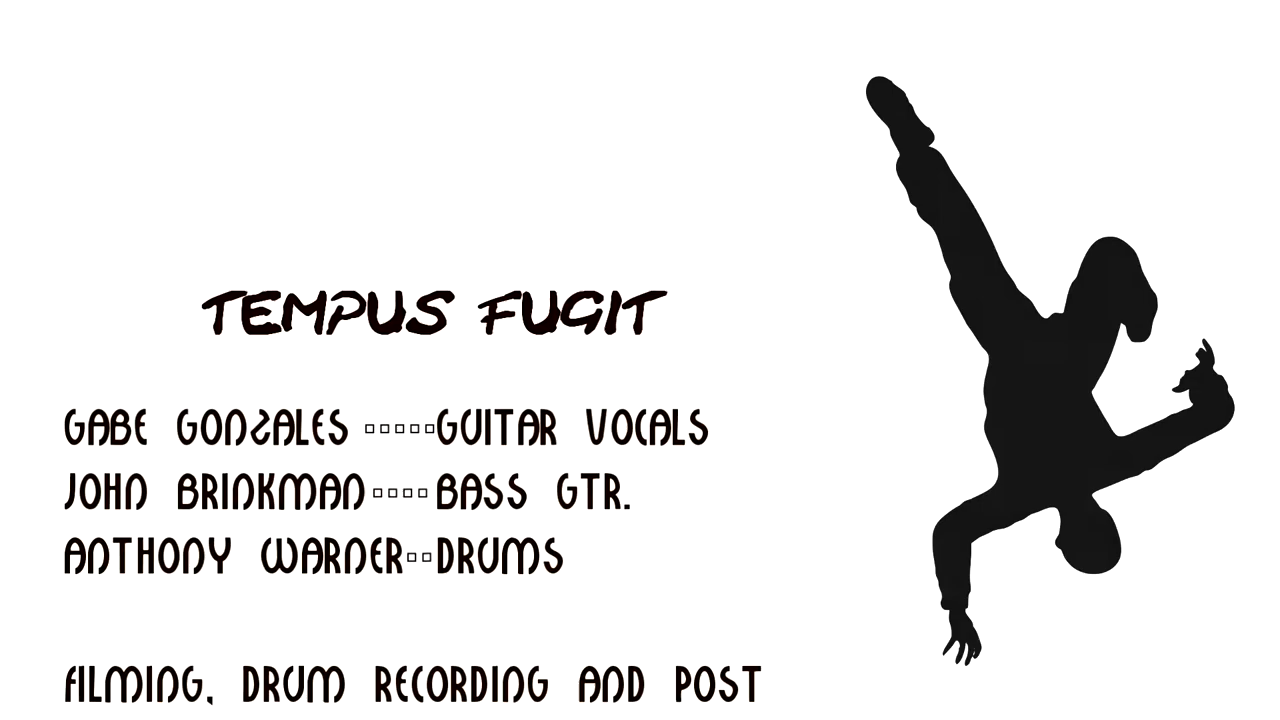 TEMPUS FUGIT
GABE GONZALES □□□□□GUITAR VOCALS
JOHN BRINKMAN□□□□BASS GTR.
ANTHONY WARNER□□DRUMS
FILMING, DRUM RECORDING AND POST